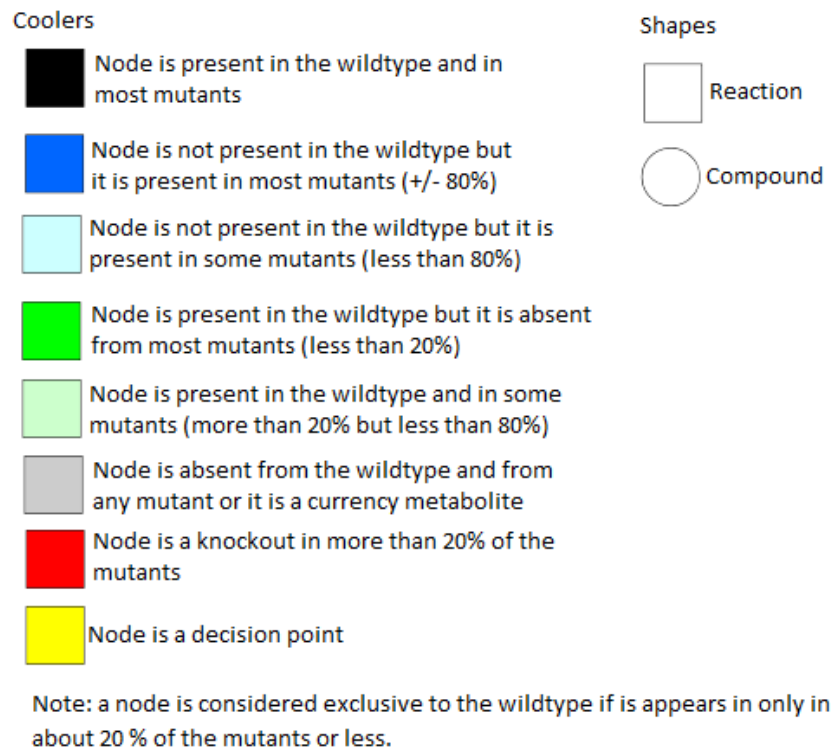 Coolers
Node is present in the wildtype and in
most mutants
Node is not present in the wildtype but
it is present in most mutants (+/- 80%)
Node is not present in the wildtype but it is
present in some mutants (less than 80%)
Node is present in the wildtype but it is absent
from most mutants (less than 20%)
Node is present in the wildtype and in some
mutants (more than 20% but less than 80%)
Node is absent from the wildtype and from
any mutant or it is a currency metabolite
Node is a knockout in more than 20% of the
mutants
Node is a decision point
Shapes
Reaction
Compound
Note: a node is considered exclusive to the wildtype if is appears in only in
about 20 % of the mutants or less.